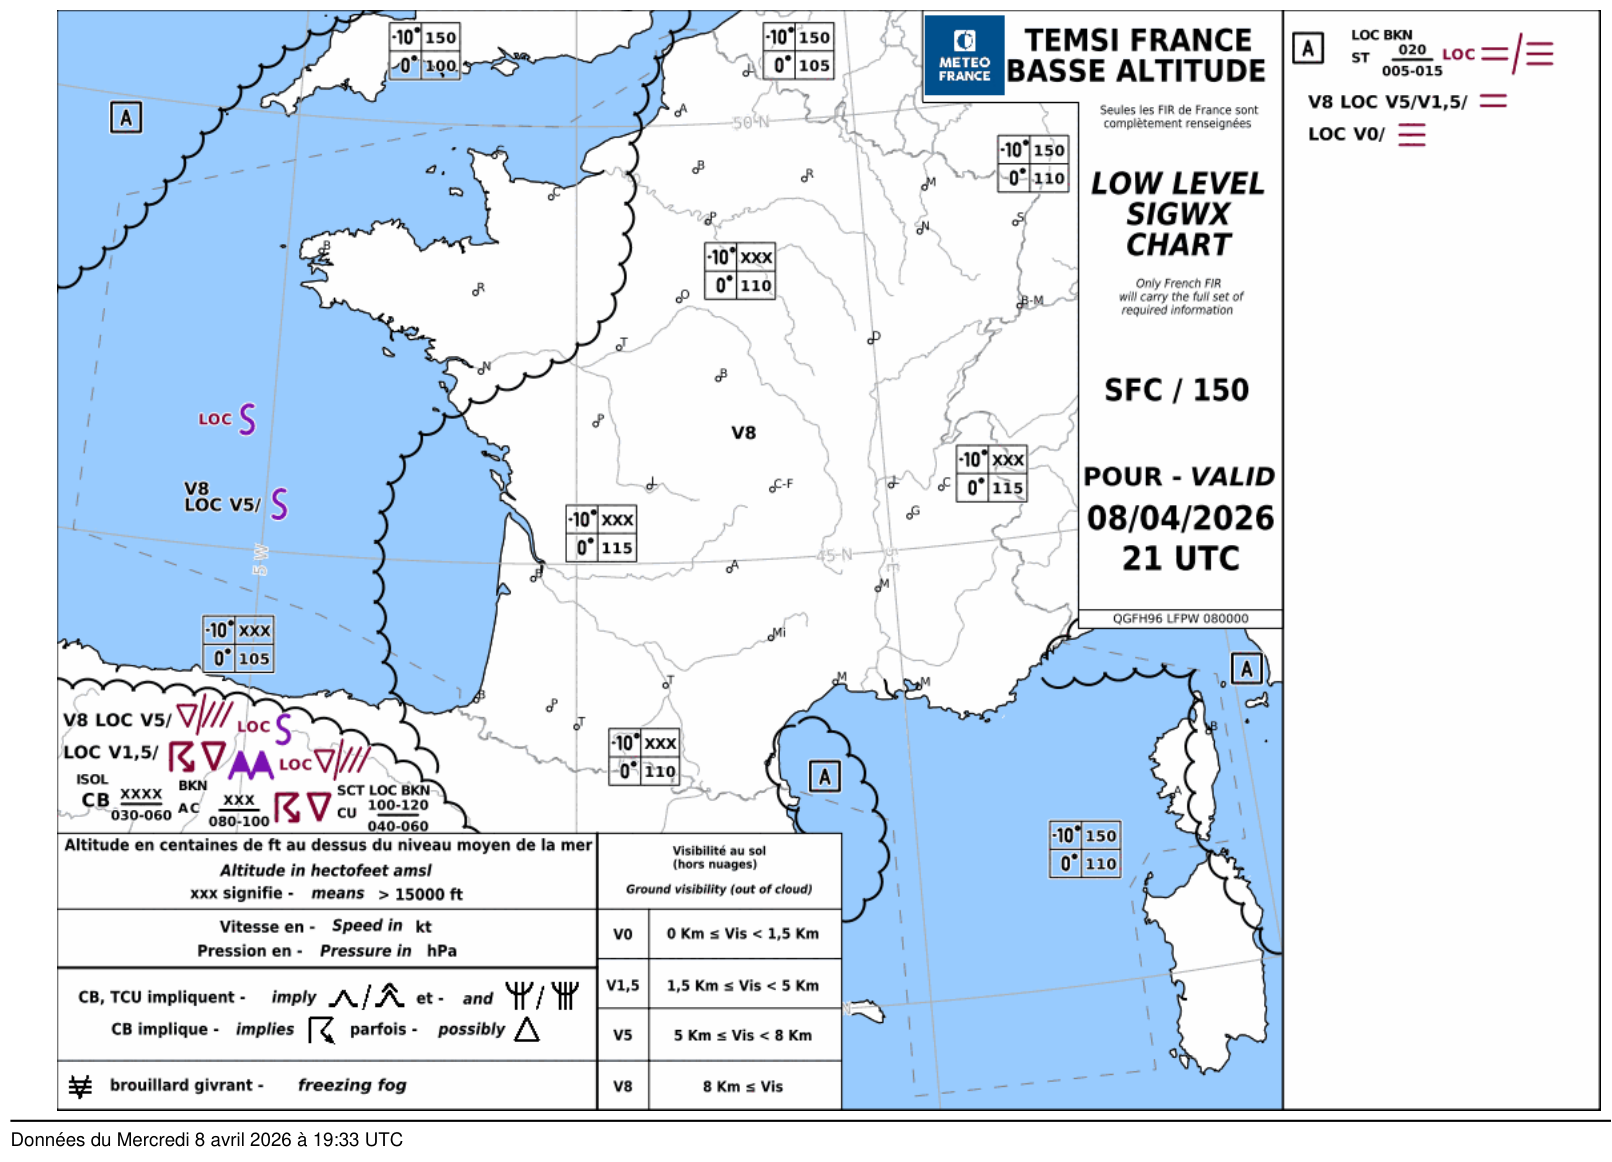 METEO
FRANCE
TEMSI FRANCE
BASSE ALTITUDE
Seules les FIR de France sont
complètement renseignées
LOW LEVEL
SIGWX
CHART
Only French FIR
will carry the full set of
required information
SFC / 150
POUR - VALID
08/04/2026
21 UTC
QGFH96 LFPW 080000
A
LOC BKN
ST 020
005-015
LOC
V8 LOC V5/V1,5/
LOC V0/
-10° 150
0° 100
-10° 150
0° 105
A
L
A
50 N
-10° 150
0° 110
C
B
R
M
C
P
N
S
B
-10° XXX
0° 110
R
O
B-M
T
D
N
B
LOC
P
V8
-10° XXX
0° 115
V8
LOC V5/
L
C-F
L
C
G
-10° XXX
0° 115
5 W
45 N
5 E
B
A
M
-10° XXX
0° 105
Mi
A
M
M
T
B
P
T
V8 LOC V5/
LOC
B
LOC V1,5/
LOC
-10° XXX
0° 110
A
ISOL
CB XXXX
030-060
BKN
AC XXX
080-100
SCT LOC BKN
CU 100-120
040-060
A
-10° 150
0° 110
Altitude en centaines de ft au dessus du niveau moyen de la mer
Altitude in hectofeet amsl
xxx signifie - means > 15000 ft
Vitesse en - Speed in kt
Pression en - Pressure in hPa
CB, TCU impliquent - imply / et - and /
CB implique - implies parfois - possibly
brouillard givrant - freezing fog
Visibilité au sol
(hors nuages)
Ground visibility (out of cloud)
V0 0 Km ≤ Vis < 1,5 Km
V1,5 1,5 Km ≤ Vis < 5 Km
V5 5 Km ≤ Vis < 8 Km
V8 8 Km ≤ Vis
Données du Mercredi 8 avril 2026 à 19:33 UTC